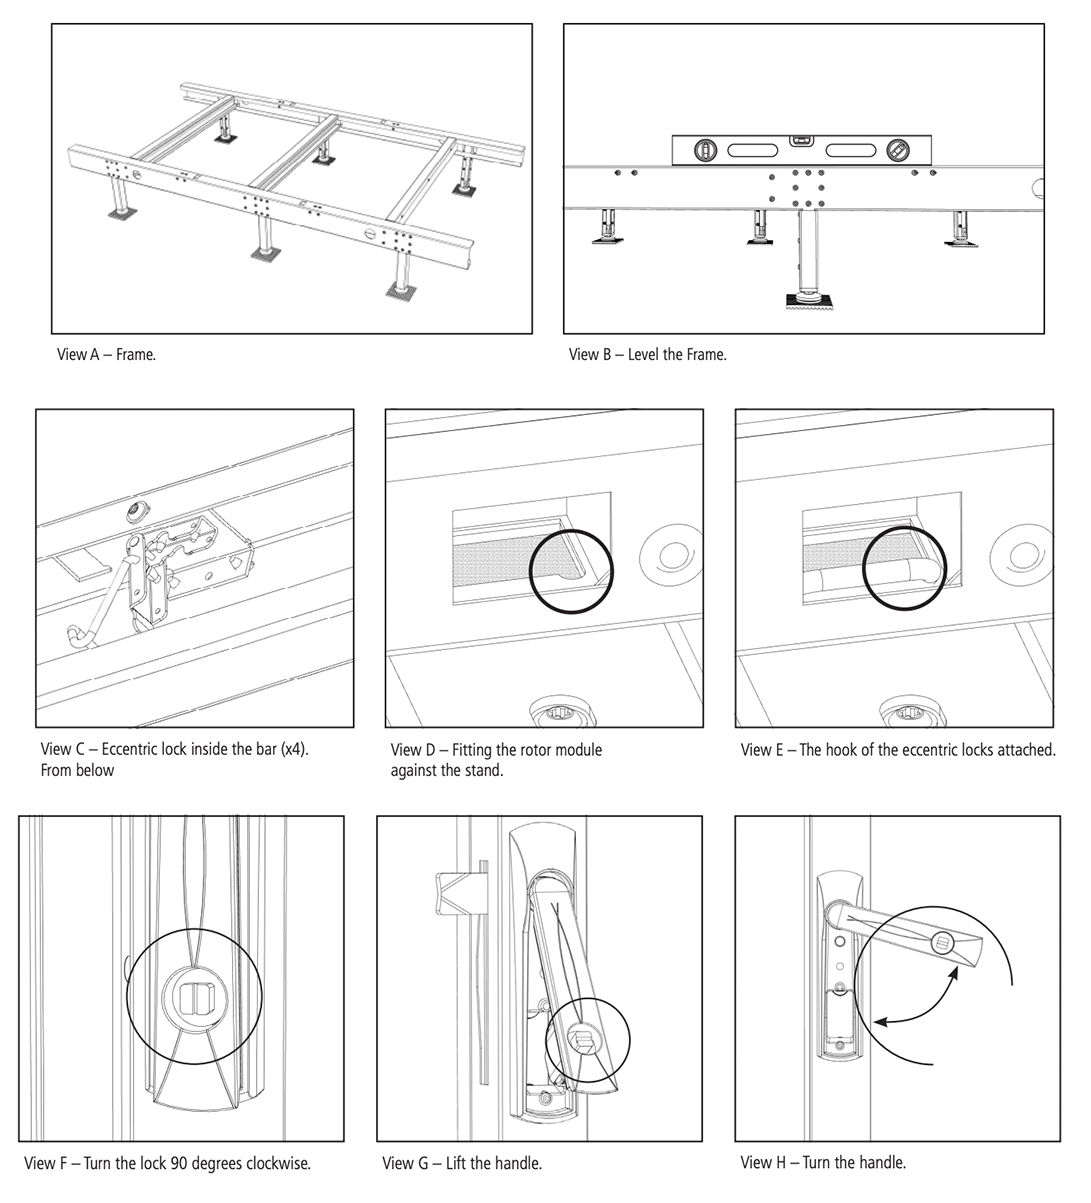 View A – Frame.
View B – Level the Frame.
View C – Eccentric lock inside the bar (x4).
From below
View D – Fitting the rotor module
against the stand.
View E – The hook of the eccentric locks attached.
View F – Turn the lock 90 degrees clockwise.
View G – Lift the handle.
View H – Turn the handle.